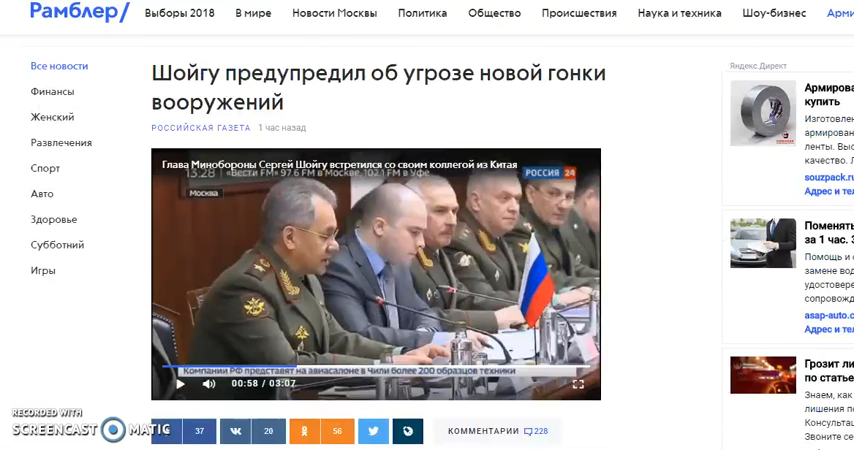 Рамблер/
Выборы 2018
В мире
Новости Москвы
Политика
Общество
Происшествия
Наука и техника
Шоу-бизнес
Арми
Все новости
Финансы
Женский
Развлечения
Спорт
Авто
Здоровье
Субботний
Игры
Шойгу предупредил об угрозе новой гонки
вооружений
РОССИЙСКАЯ ГАЗЕТА 1 час назад
Глава Минобороны Сергей Шойгу встретился со своим коллегой из Китая
13:28 «Вести FM» 97.6 FM в Москве, 102.1 FM в Уфе
РОССИЯ 24
Москва
Компании РФ представят на авиасалоне в Чили более 200 образцов техники
00:58 / 03:07
37
20
56
КОММЕНТАРИИ 228
RECORDED WITH
SCREENCAST MATIC
Яндекс.Директ
Армирова
купить
Изготовлен
армирован
ленты. Выс
качество. Л
souzpack.ru
Адрес и тел
Поменять
за 1 час. З
Помощь и с
замене вод
удостовере
сопровожд
asap-auto.c
Адрес и тел
Грозит ли
по статье
Знаем, как
лишения п
Консультац
Звоните се